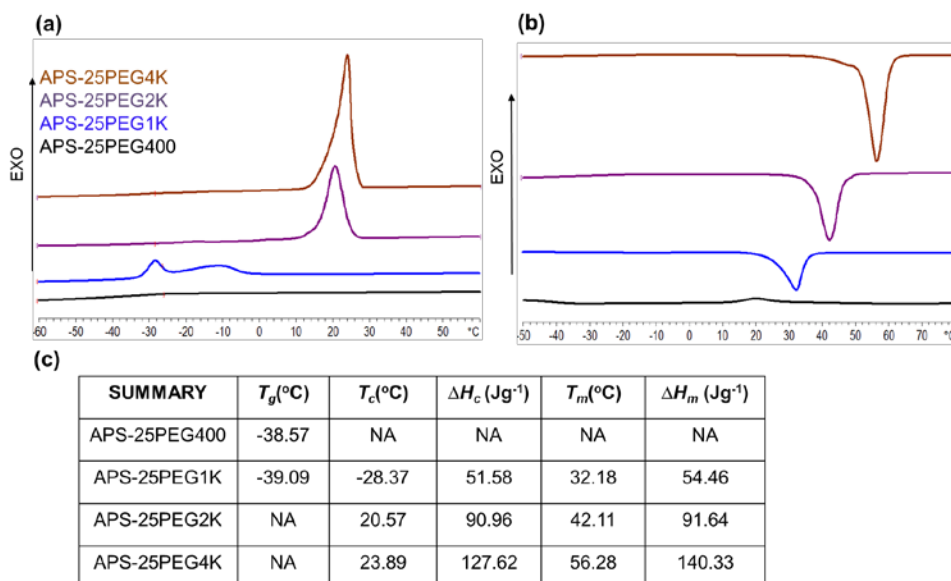 (a)
APS-25PEG4K
APS-25PEG2K
APS-25PEG1K
APS-25PEG400
EXO
-60 -50 -40 -30 -20 -10 0 10 20 30 40 50 °C
(b)
EXO
-50 -40 -30 -20 -10 0 10 20 30 40 50 60 70 °C
(c)
SUMMARY Tg(°C) Tc(°C) ΔHc (Jg-1) Tm(°C) ΔHm (Jg-1)
APS-25PEG400 -38.57 NA NA NA NA
APS-25PEG1K -39.09 -28.37 51.58 32.18 54.46
APS-25PEG2K NA 20.57 90.96 42.11 91.64
APS-25PEG4K NA 23.89 127.62 56.28 140.33